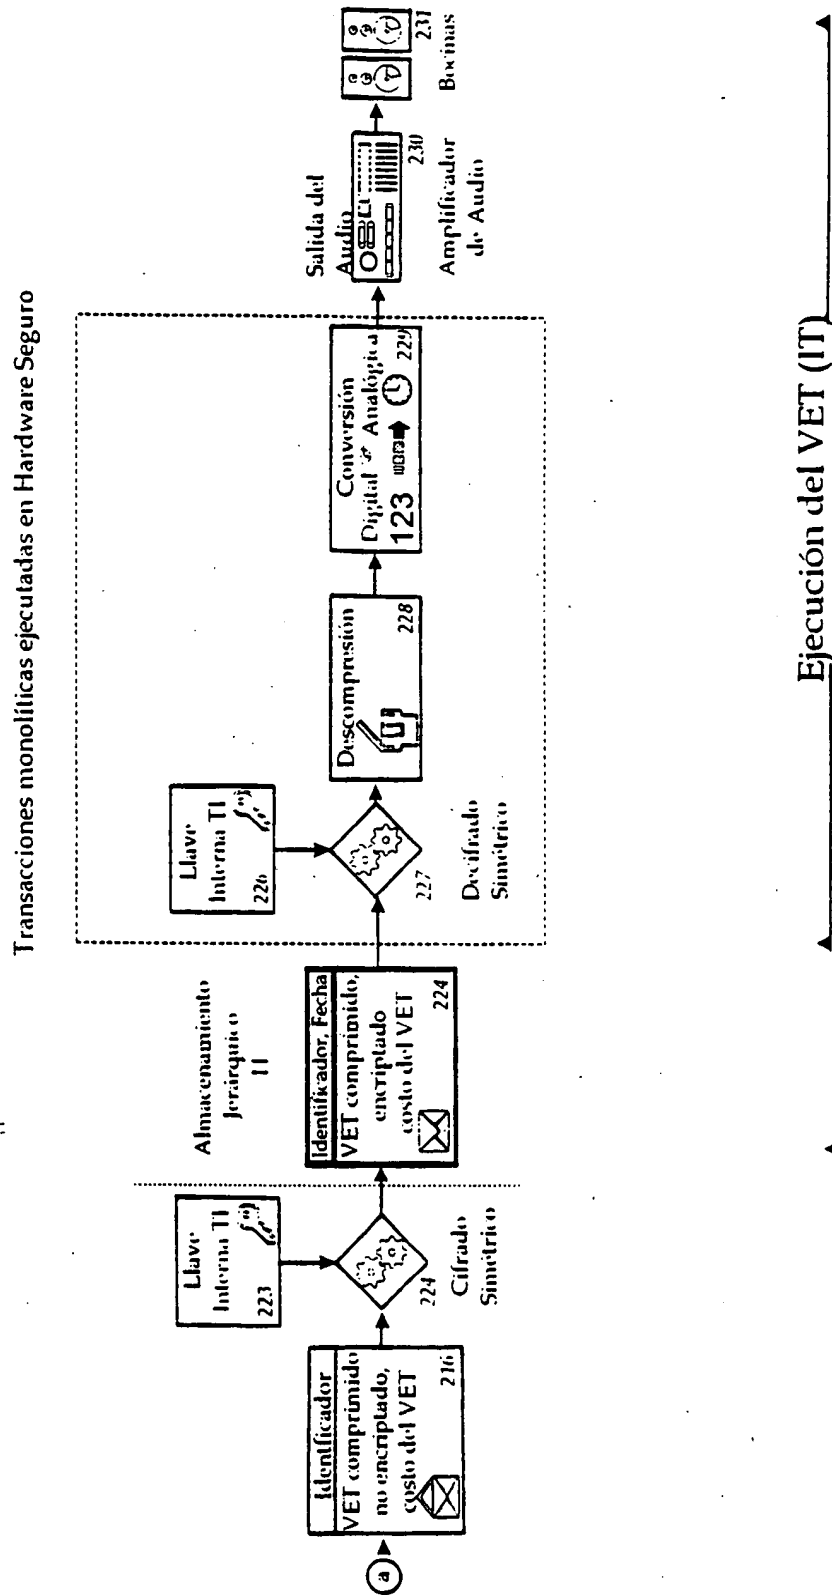 Transacciones monolíticas ejecutadas en Hardware Seguro
a
Identificador
VET comprimido
no encriptado,
costo del VET
216
Llave
Interna TI
223
224
Cifrado
Simétrico
Almacenamiento
Jerárquico
Identificador, Fecha
VET comprimido,
encriptado
costo del VET
224
Llave
Interna TI
226
227
Decifrado
Simétrico
Descompresión
228
Conversión
Digital Analógica
123
229
Salida del
Audio
230
Amplificador
de Audio
231
Bocinas
Ejecución del VET (IT)